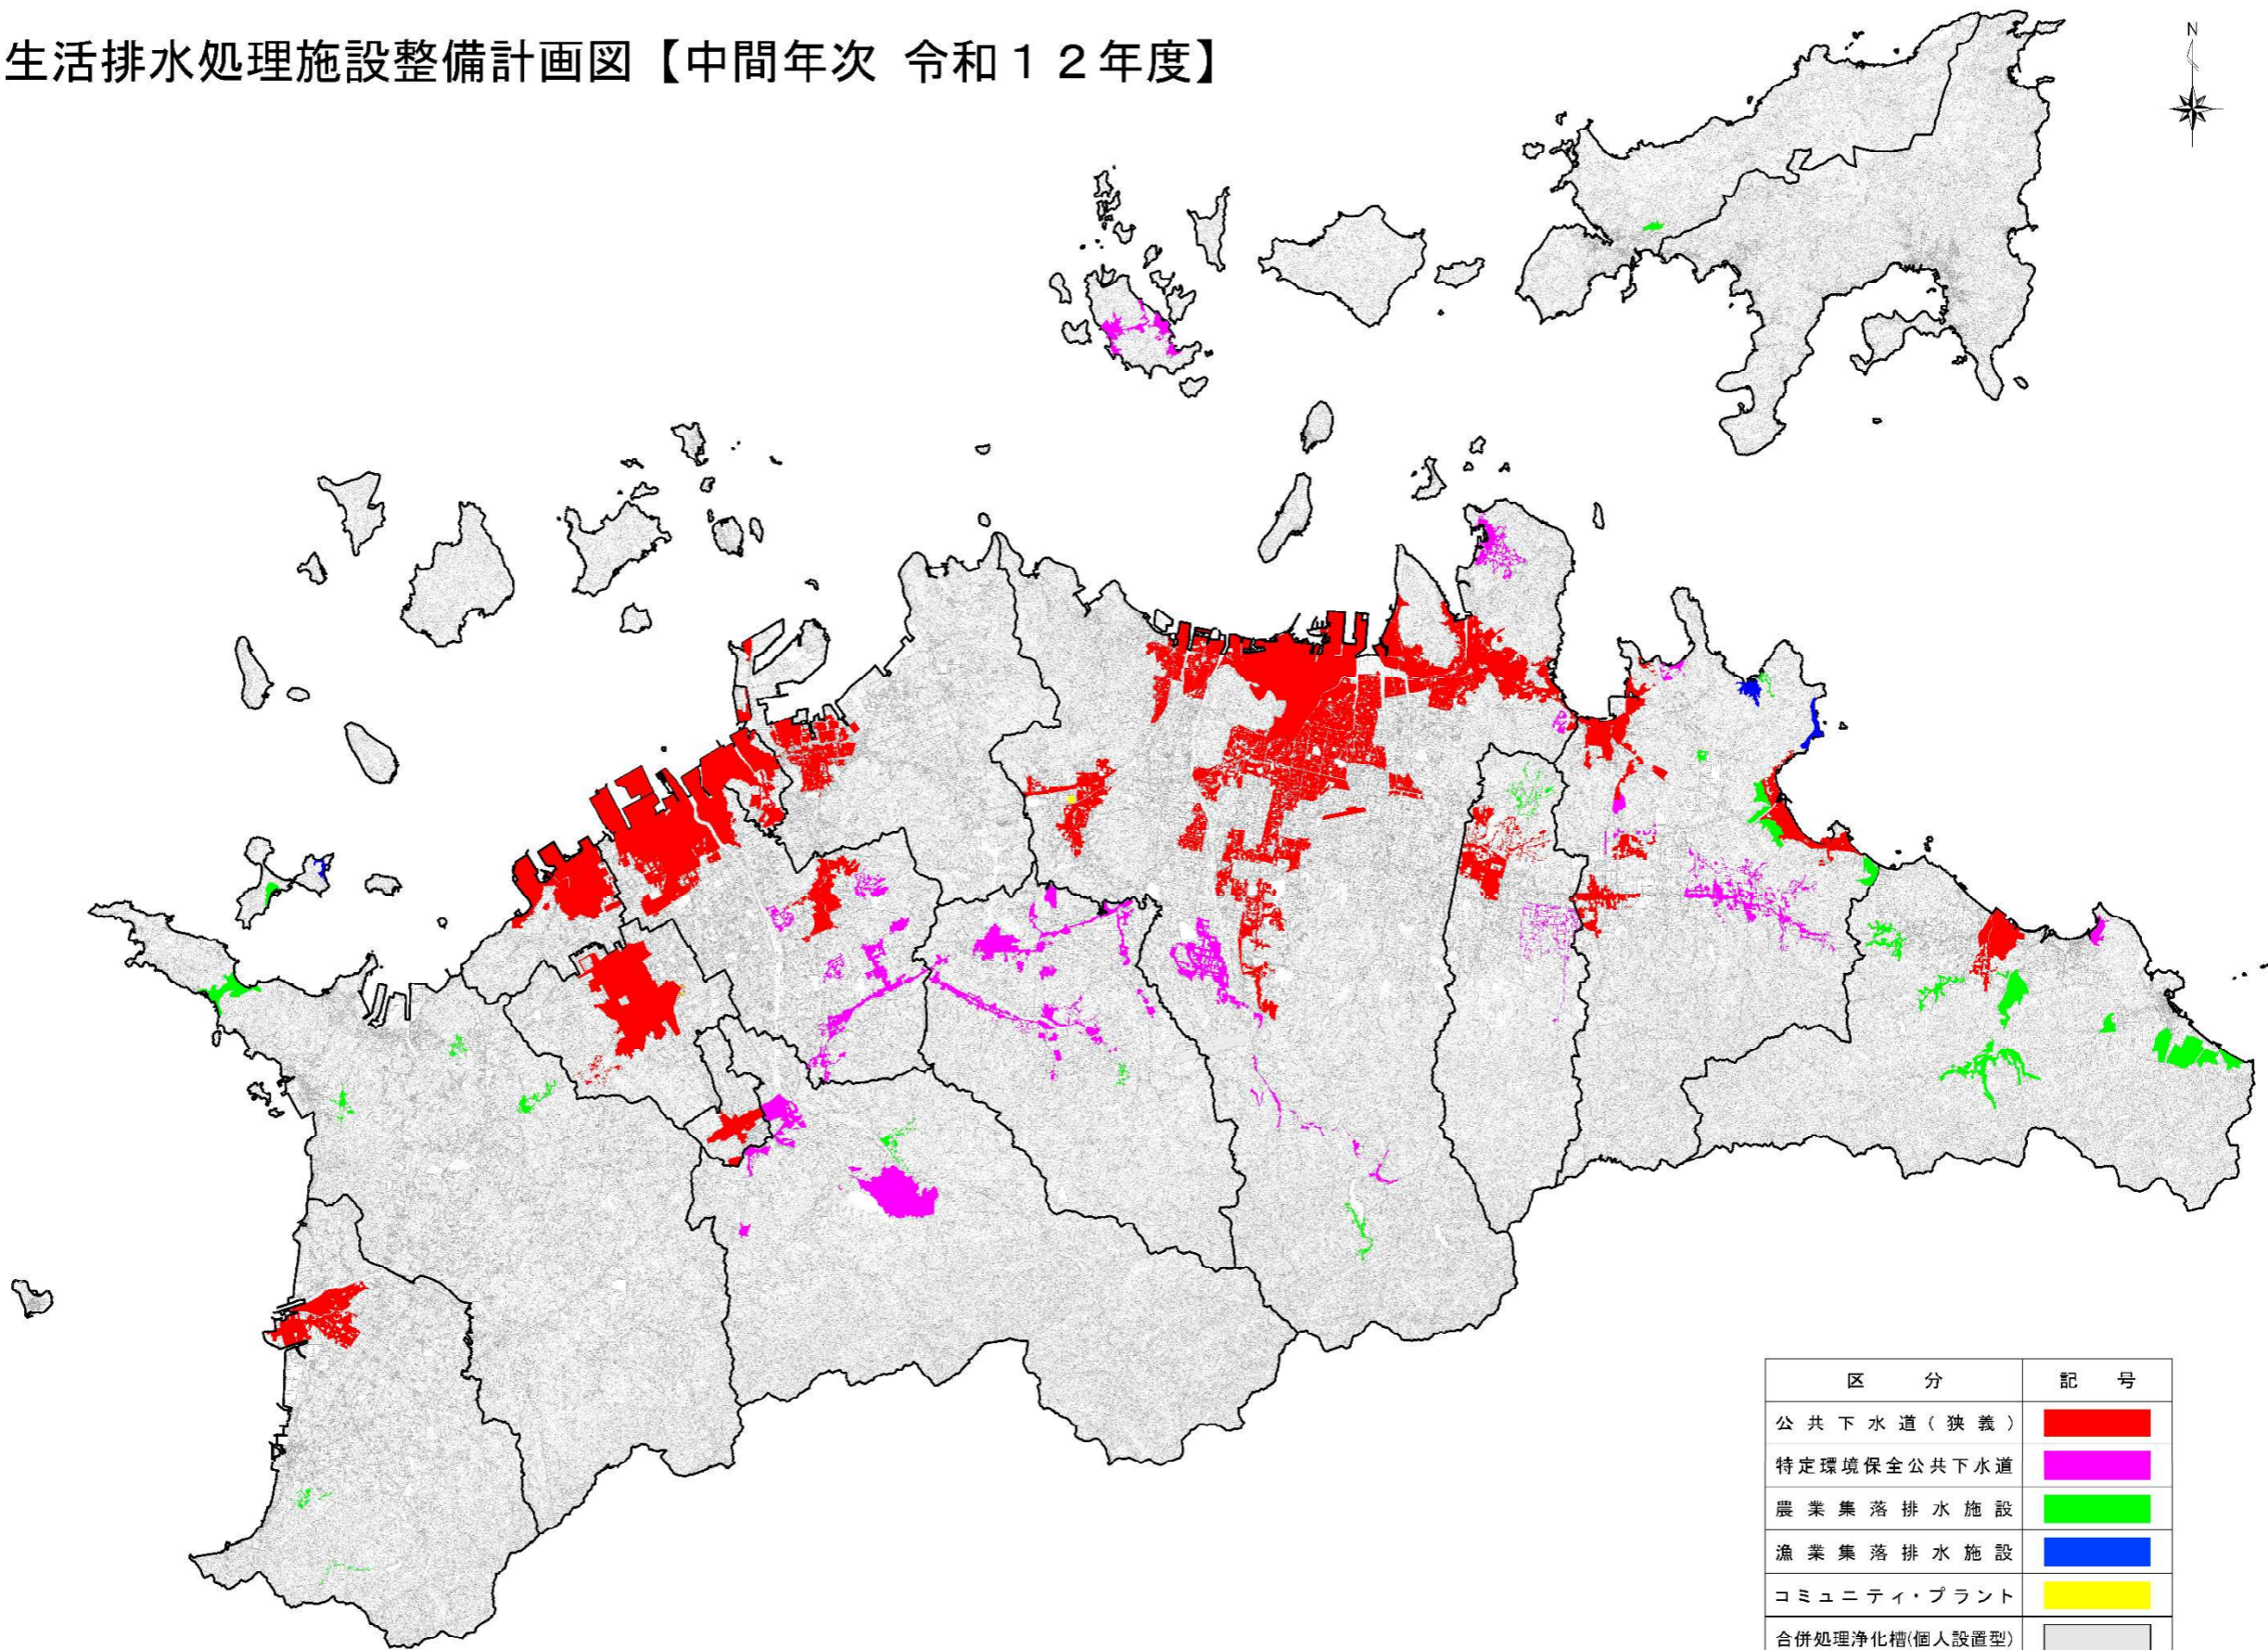 生活排水処理施設整備計画図【中間年次 令和12年度】
N
区 分 記 号
公共下水道(狭義)
特定環境保全公共下水道
農業集落排水施設
漁業集落排水施設
コミュニティ・プラント
合併処理浄化槽(個人設置型)